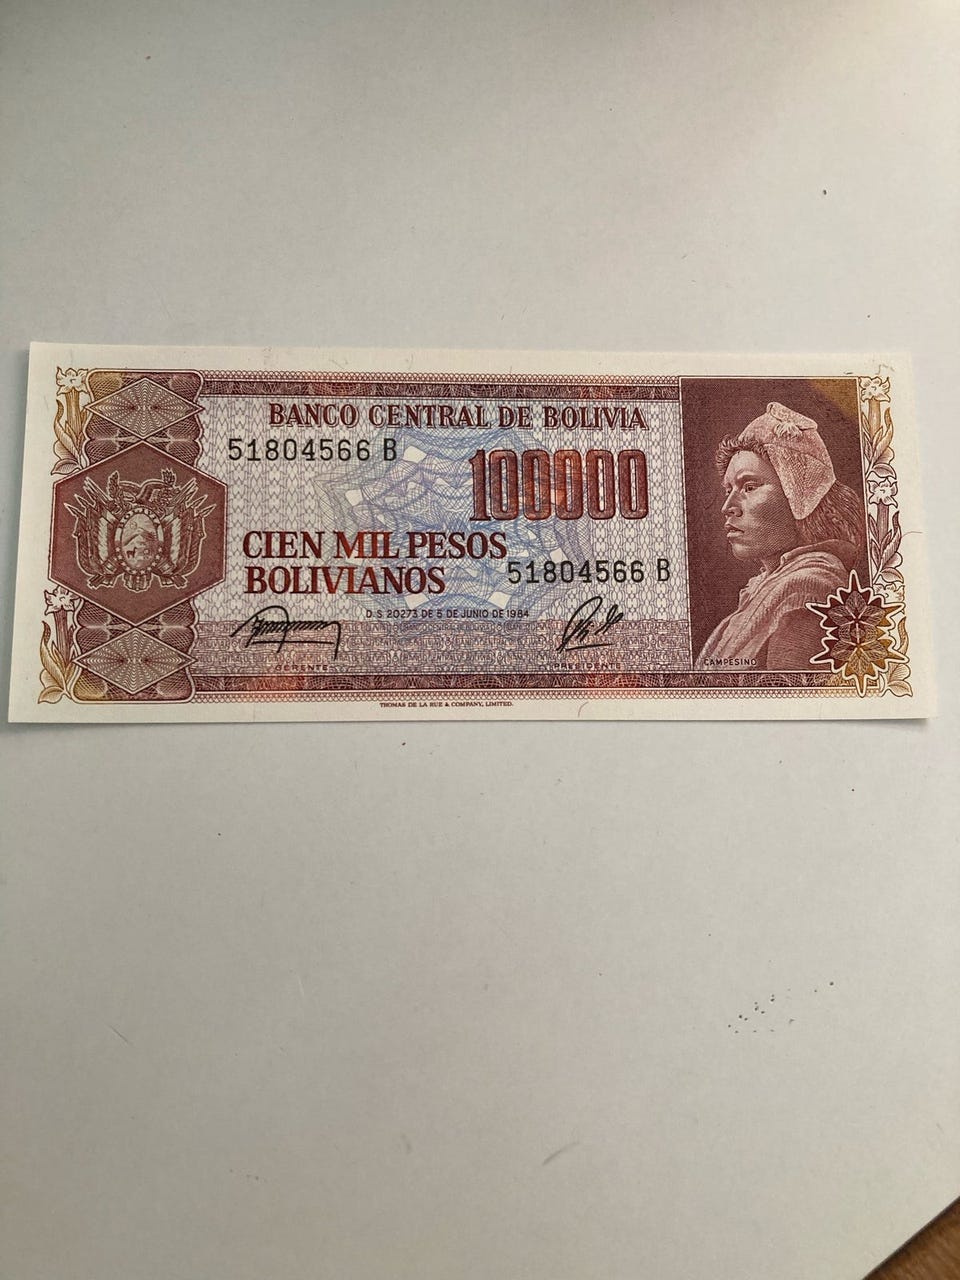 BANCO CENTRAL DE BOLIVIA
51804566 B
100000
CIEN MIL PESOS
BOLIVIANOS
51804566 B
D.S. 20273 DE 5 DE JUNIO DE 1984
GERENTE
PRESIDENTE
CAMPESINO
THOMAS DE LA RUE & COMPANY, LIMITED.